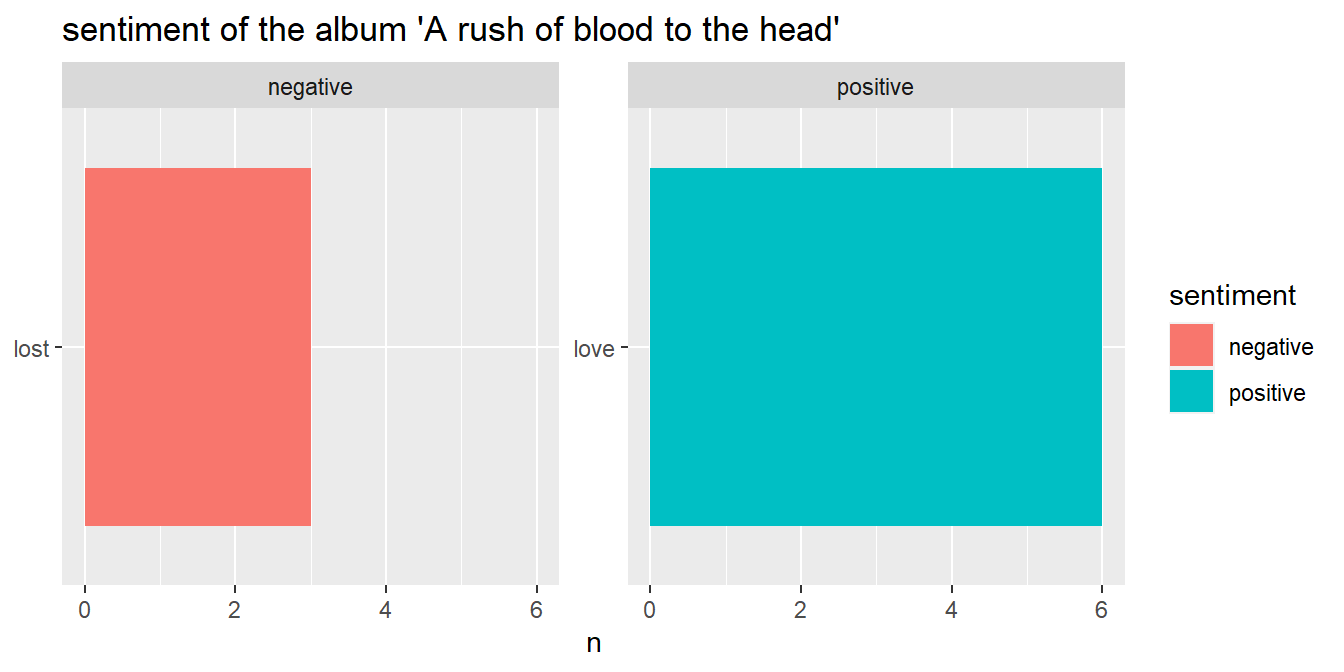 sentiment of the album 'A rush of blood to the head'
negative
positive
lost
love
0 2 4 6
0 2 4 6
n
sentiment
negative
positive